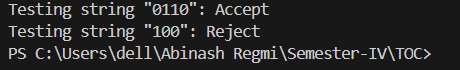 Testing string "0110": Accept
Testing string "100": Reject
PS C:\Users\dell\Abinash Regmi\Semester-IV\TOC>